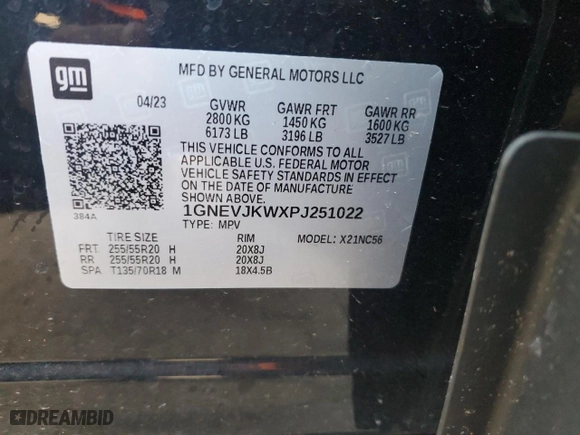 gm
MFD BY GENERAL MOTORS LLC
04/23 GVWR GAWR FRT GAWR RR
2800 KG 1450 KG 1600 KG
6173 LB 3196 LB 3527 LB
THIS VEHICLE CONFORMS TO ALL
APPLICABLE U.S. FEDERAL MOTOR
VEHICLE SAFETY STANDARDS IN EFFECT
ON THE DATE OF MANUFACTURE
SHOWN ABOVE.
384A
1GNEVJKWXPJ251022
TYPE: MPV
TIRE SIZE RIM MODEL: X21NC56
FRT 255/55R20 H 20X8J
RR 255/55R20 H 20X8J
SPA T135/70R18 M 18X4.5B
DREAMBID